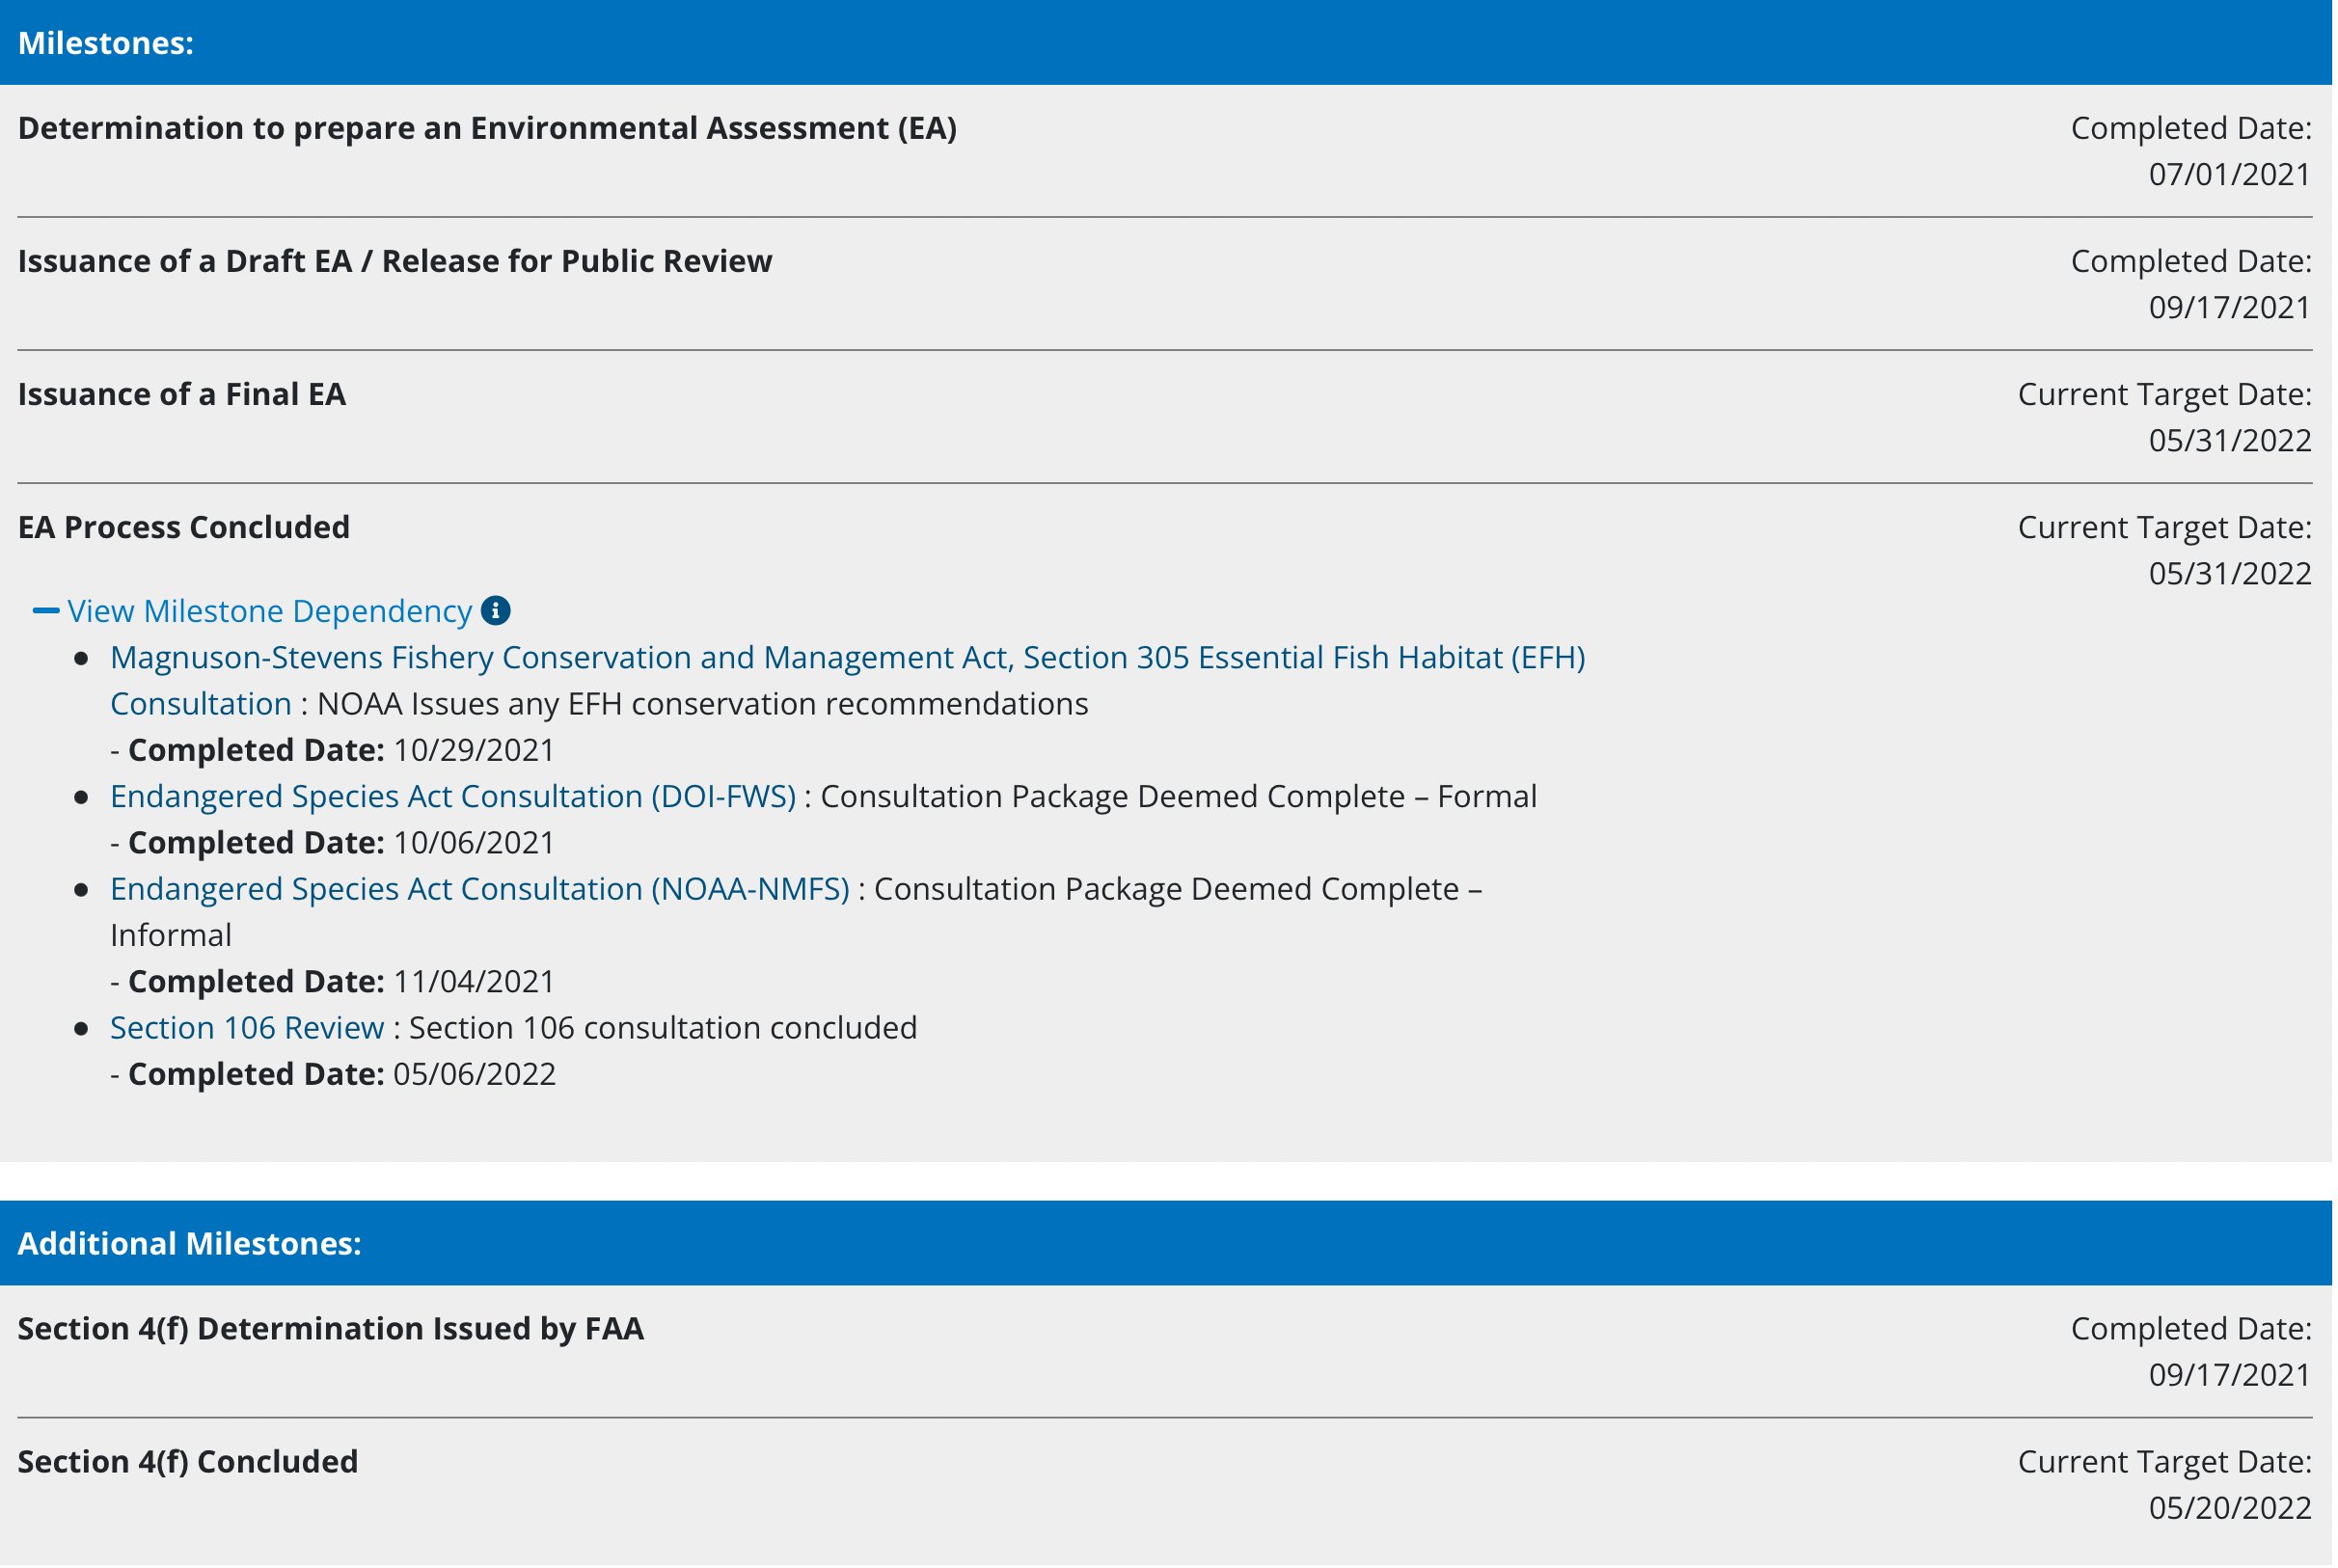 Milestones:
Determination to prepare an Environmental Assessment (EA)
Completed Date:
07/01/2021
Issuance of a Draft EA / Release for Public Review
Completed Date:
09/17/2021
Issuance of a Final EA
Current Target Date:
05/31/2022
EA Process Concluded
Current Target Date:
05/31/2022
View Milestone Dependency
Magnuson-Stevens Fishery Conservation and Management Act, Section 305 Essential Fish Habitat (EFH)
Consultation : NOAA Issues any EFH conservation recommendations
- Completed Date: 10/29/2021
Endangered Species Act Consultation (DOI-FWS) : Consultation Package Deemed Complete – Formal
- Completed Date: 10/06/2021
Endangered Species Act Consultation (NOAA-NMFS) : Consultation Package Deemed Complete –
Informal
- Completed Date: 11/04/2021
Section 106 Review : Section 106 consultation concluded
- Completed Date: 05/06/2022
Additional Milestones:
Section 4(f) Determination Issued by FAA
Completed Date:
09/17/2021
Section 4(f) Concluded
Current Target Date:
05/20/2022